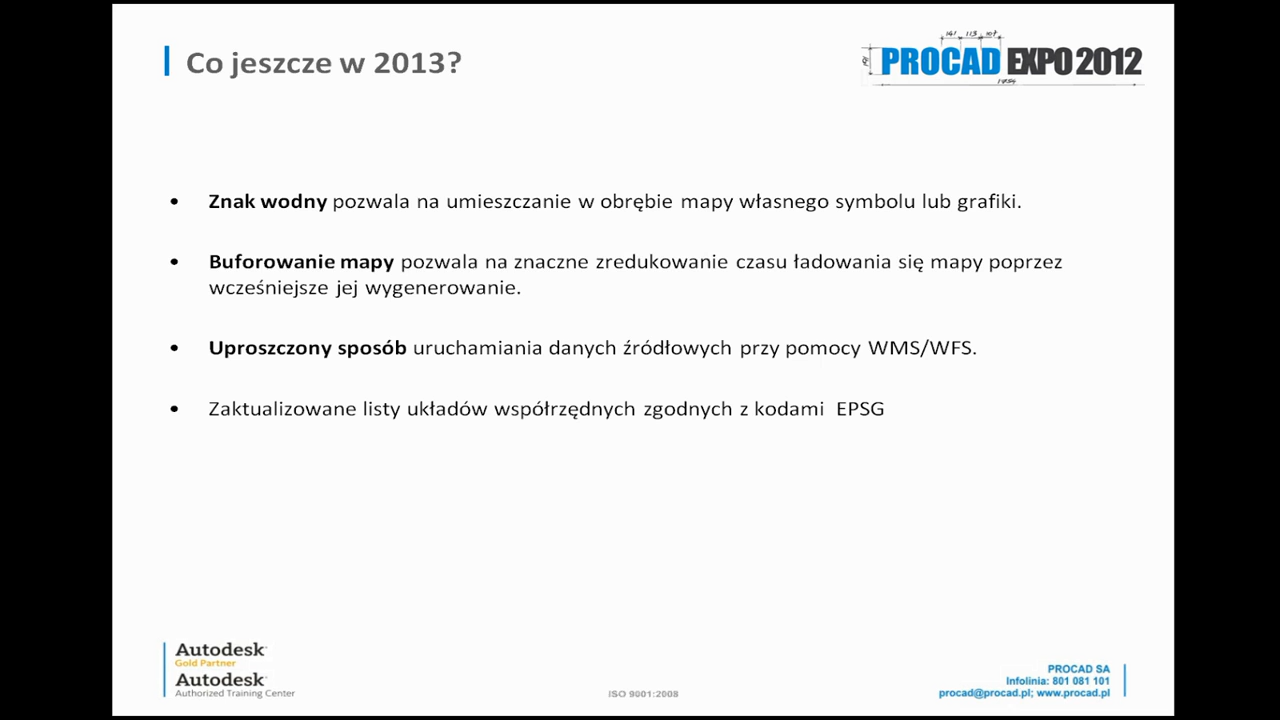 Co jeszcze w 2013?
PROCAD EXPO 2012
• Znak wodny pozwala na umieszczanie w obrębie mapy własnego symbolu lub grafiki.
• Buforowanie mapy pozwala na znaczne zredukowanie czasu ładowania się mapy poprzez
wcześniejsze jej wygenerowanie.
• Uproszczony sposób uruchamiania danych źródłowych przy pomocy WMS/WFS.
• Zaktualizowane listy układów współrzędnych zgodnych z kodami EPSG
Autodesk
Gold Partner
Autodesk
Authorized Training Center
ISO 9001:2008
PROCAD SA
Infolinia: 801 081 101
procad@procad.pl; www.procad.pl